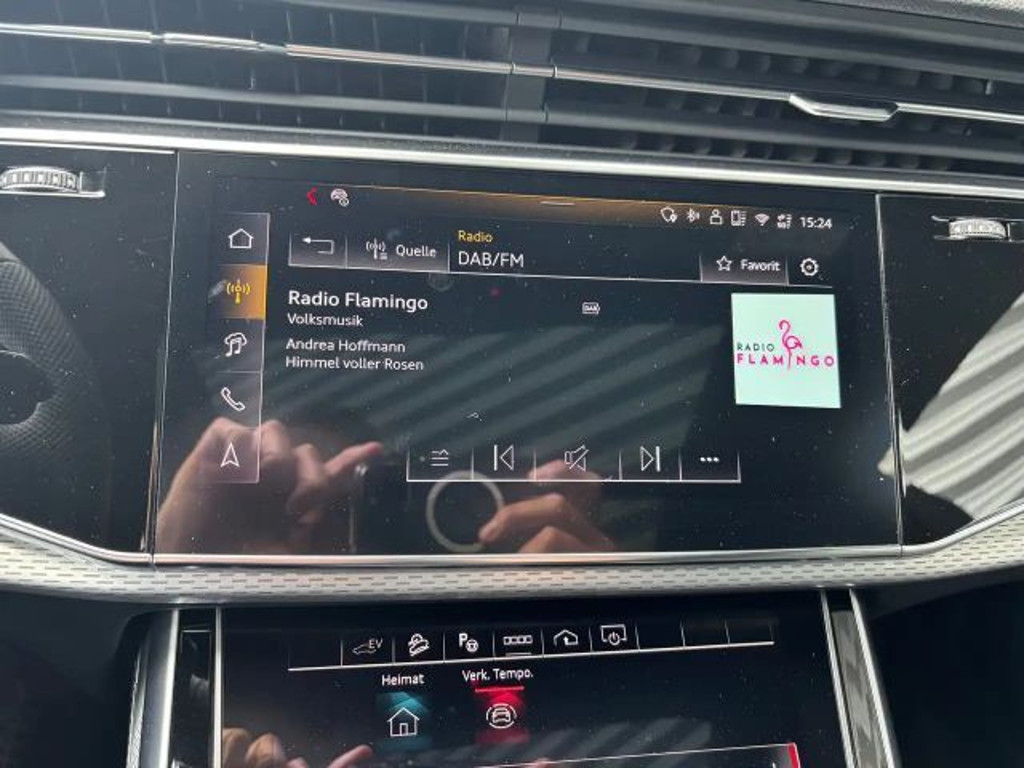 15:24
Radio
Quelle
DAB/FM
Favorit
Radio Flamingo
DAB
Volksmusik
Andrea Hoffmann
Himmel voller Rosen
RADIO
FLAMINGO
EV
P
Heimat
Verk. Tempo.